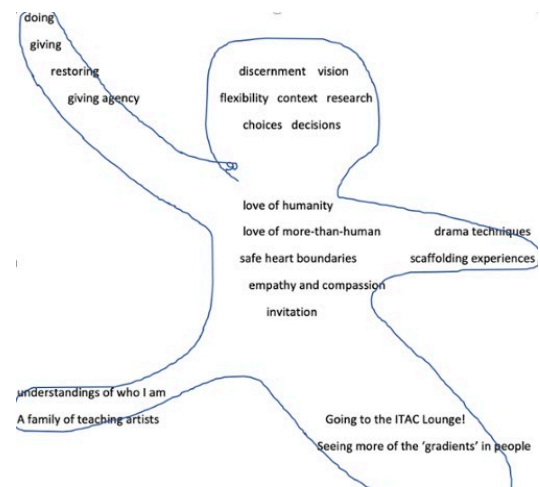 doing
giving
restoring
giving agency
discernment vision
flexibility context research
choices decisions
love of humanity
love of more-than-human
safe heart boundaries
empathy and compassion
invitation
drama techniques
scaffolding experiences
understandings of who I am
A family of teaching artists
Going to the ITAC Lounge!
Seeing more of the ‘gradients’ in people